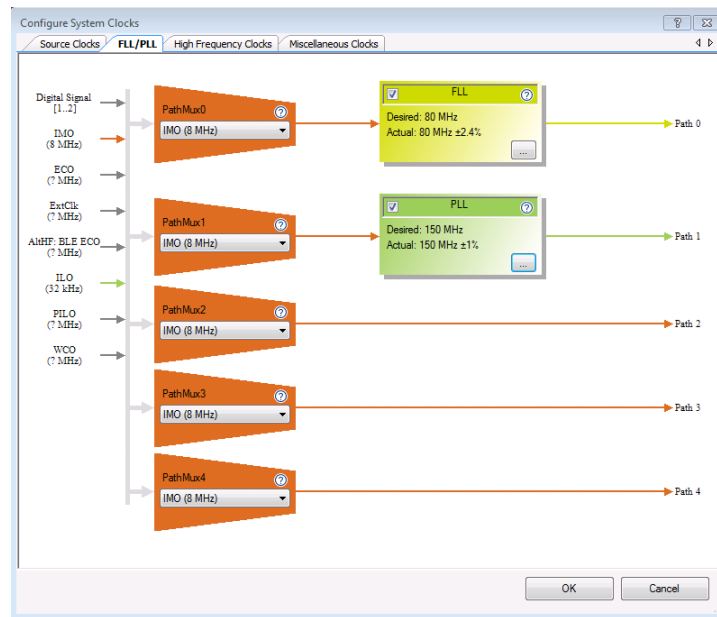 Configure System Clocks
Source Clocks FLL/PLL High Frequency Clocks Miscellaneous Clocks
Digital Signal
[1..2]
IMO
(8 MHz)
ECO
(? MHz)
ExtClk
(? MHz)
AltHF: BLE ECO
(? MHz)
ILO
(32 kHz)
PILO
(? MHz)
WCO
(? MHz)
PathMux0
IMO (8 MHz)
FLL
Desired: 80 MHz
Actual: 80 MHz ±2.4%
...
Path 0
PathMux1
IMO (8 MHz)
PLL
Desired: 150 MHz
Actual: 150 MHz ±1%
...
Path 1
PathMux2
IMO (8 MHz)
Path 2
PathMux3
IMO (8 MHz)
Path 3
PathMux4
IMO (8 MHz)
Path 4
OK Cancel